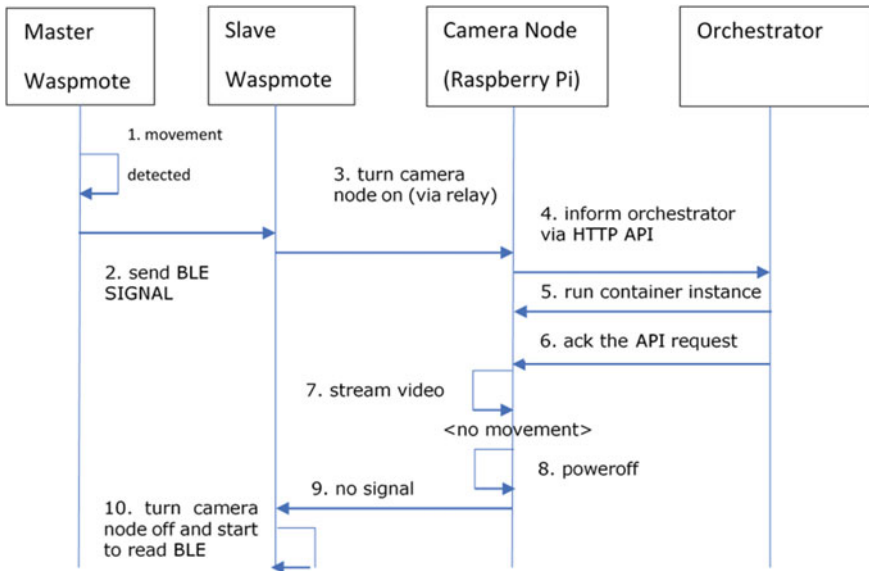 Master
Waspmote
Slave
Waspmote
Camera Node
(Raspberry Pi)
Orchestrator
1. movement
detected
3. turn camera
node on (via relay)
4. inform orchestrator
via HTTP API
2. send BLE
SIGNAL
5. run container instance
6. ack the API request
7. stream video
<no movement>
8. poweroff
9. no signal
10. turn camera
node off and start
to read BLE